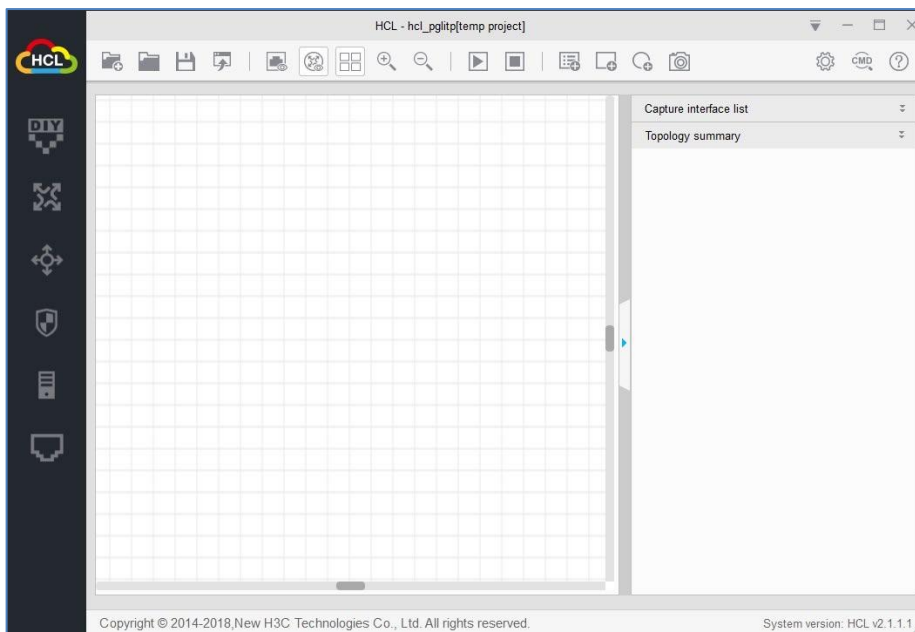 HCL - hcl_pglitp[temp project]
HCL
CMD
DIY
Capture interface list
Topology summary
Copyright © 2014-2018,New H3C Technologies Co., Ltd. All rights reserved.
System version: HCL v2.1.1.1